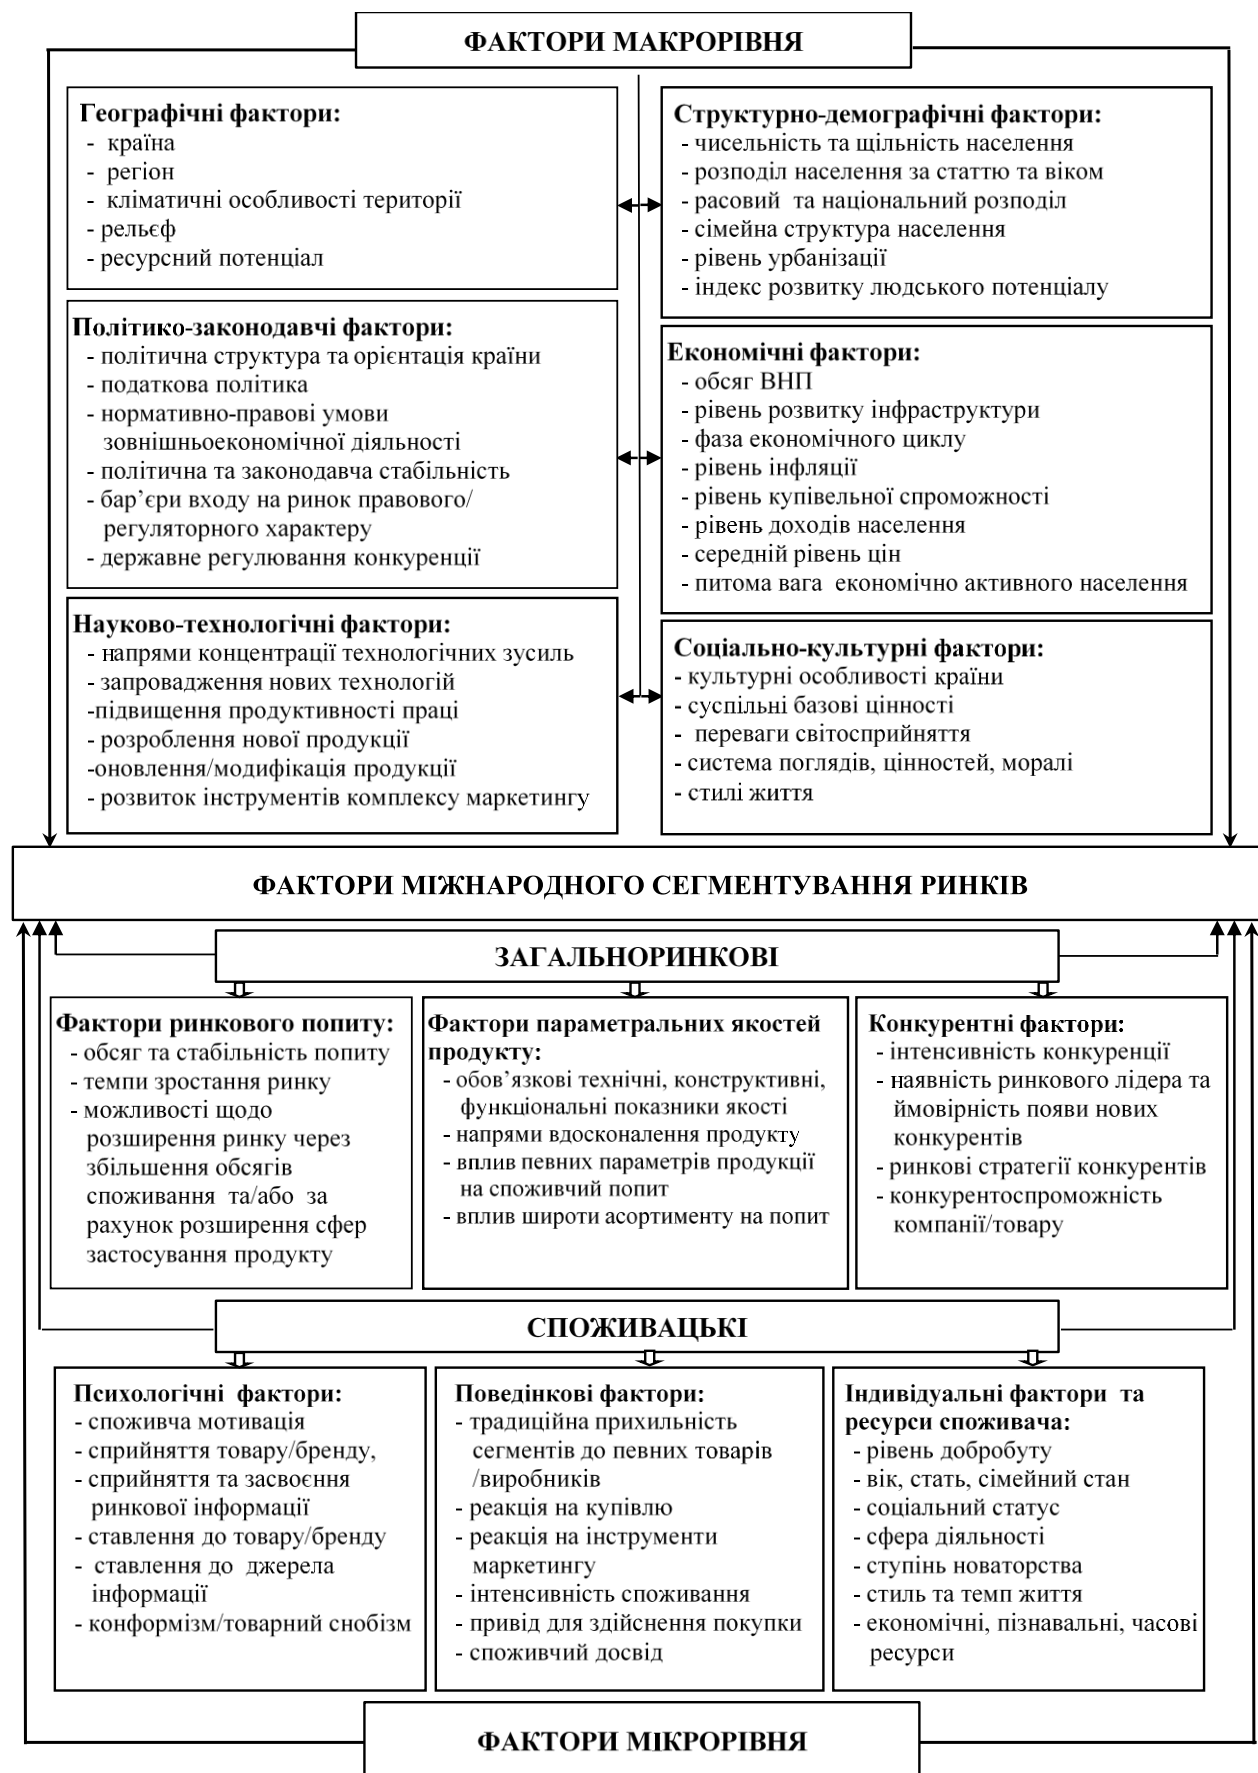 ФАКТОРИ МАКРОРІВНЯ
Географічні фактори:
- країна
- регіон
- кліматичні особливості території
- рельєф
- ресурсний потенціал
Структурно-демографічні фактори:
- чисельність та щільність населення
- розподіл населення за статтю та віком
- расовий та національний розподіл
- сімейна структура населення
- рівень урбанізації
- індекс розвитку людського потенціалу
Політико-законодавчі фактори:
- політична структура та орієнтація країни
- податкова політика
- нормативно-правові умови
зовнішньоекономічної діяльності
- політична та законодавча стабільність
- бар’єри входу на ринок правового/
регуляторного характеру
- державне регулювання конкуренції
Економічні фактори:
- обсяг ВНП
- рівень розвитку інфраструктури
- фаза економічного циклу
- рівень інфляції
- рівень купівельної спроможності
- рівень доходів населення
- середній рівень цін
- питома вага економічно активного населення
Науково-технологічні фактори:
- напрями концентрації технологічних зусиль
- запровадження нових технологій
-підвищення продуктивності праці
- розроблення нової продукції
-оновлення/модифікація продукції
- розвиток інструментів комплексу маркетингу
Соціально-культурні фактори:
- культурні особливості країни
- суспільні базові цінності
- переваги світосприйняття
- система поглядів, цінностей, моралі
- стилі життя
ФАКТОРИ МІЖНАРОДНОГО СЕГМЕНТУВАННЯ РИНКІВ
ЗАГАЛЬНОРИНКОВІ
Фактори ринкового попиту:
- обсяг та стабільність попиту
- темпи зростання ринку
- можливості щодо
розширення ринку через
збільшення обсягів
споживання та/або за
рахунок розширення сфер
застосування продукту
Фактори параметральних якостей
продукту:
- обов’язкові технічні, конструктивні,
функціональні показники якості
- напрями вдосконалення продукту
- вплив певних параметрів продукції
на споживчий попит
- вплив широти асортименту на попит
Конкурентні фактори:
- інтенсивність конкуренції
- наявність ринкового лідера та
ймовірність появи нових
конкурентів
- ринкові стратегії конкурентів
- конкурентоспроможність
компанії/товару
СПОЖИВАЦЬКІ
Психологічні фактори:
- споживча мотивація
- сприйняття товару/бренду,
- сприйняття та засвоєння
ринкової інформації
- ставлення до товару/бренду
- ставлення до джерела
інформації
- конформізм/товарний снобізм
Поведінкові фактори:
- традиційна прихильність
сегментів до певних товарів
/виробників
- реакція на купівлю
- реакція на інструменти
маркетингу
- інтенсивність споживання
- привід для здійснення покупки
- споживчий досвід
Індивідуальні фактори та
ресурси споживача:
- рівень добробуту
- вік, стать, сімейний стан
- соціальний статус
- сфера діяльності
- ступінь новаторства
- стиль та темп життя
- економічні, пізнавальні, часові
ресурси
ФАКТОРИ МІКРОРІВНЯ